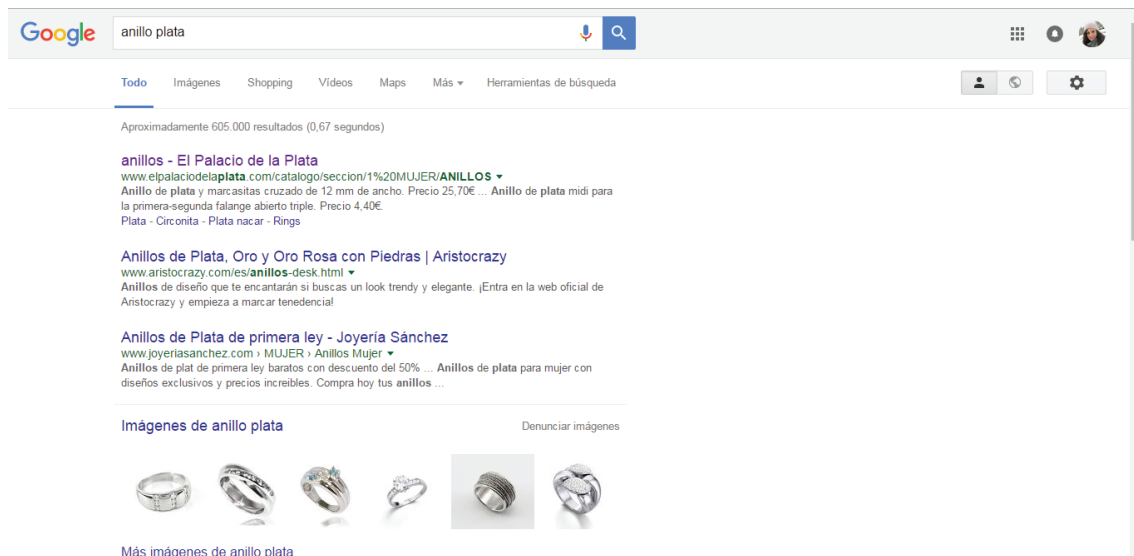 Google
anillo plata
Todo Imágenes Shopping Vídeos Maps Más Herramientas de búsqueda
Aproximadamente 605.000 resultados (0,67 segundos)
anillos - El Palacio de la Plata
www.elpalaciodelaplata.com/catalogo/seccion/1%20MUJER/ANILLOS
Anillo de plata y marcasitas cruzado de 12 mm de ancho. Precio 25,70€ ... Anillo de plata midi para
la primera-segunda falange abierto triple. Precio 4,40€.
Plata - Circonita - Plata nacar - Rings
Anillos de Plata, Oro y Oro Rosa con Piedras | Aristocrazy
www.aristocrazy.com/es/anillos-desk.html
Anillos de diseño que te encantarán si buscas un look trendy y elegante. ¡Entra en la web oficial de
Aristocrazy y empieza a marcar tenedencia!
Anillos de Plata de primera ley - Joyería Sánchez
www.joyeriasanchez.com › MUJER › Anillos Mujer
Anillos de plat de primera ley baratos con descuento del 50% ... Anillos de plata para mujer con
diseños exclusivos y precios increibles. Compra hoy tus anillos ...
Imágenes de anillo plata
Denunciar imágenes
Más imágenes de anillo plata